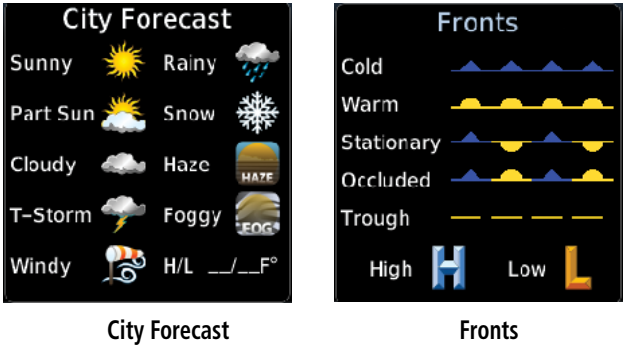 City Forecast
Sunny Rainy
Part Sun Snow
Cloudy Haze HAZE
T-Storm Foggy FOG
Windy H/L __/__F°
City Forecast
Fronts
Cold
Warm
Stationary
Occluded
Trough
High H Low L
Fronts